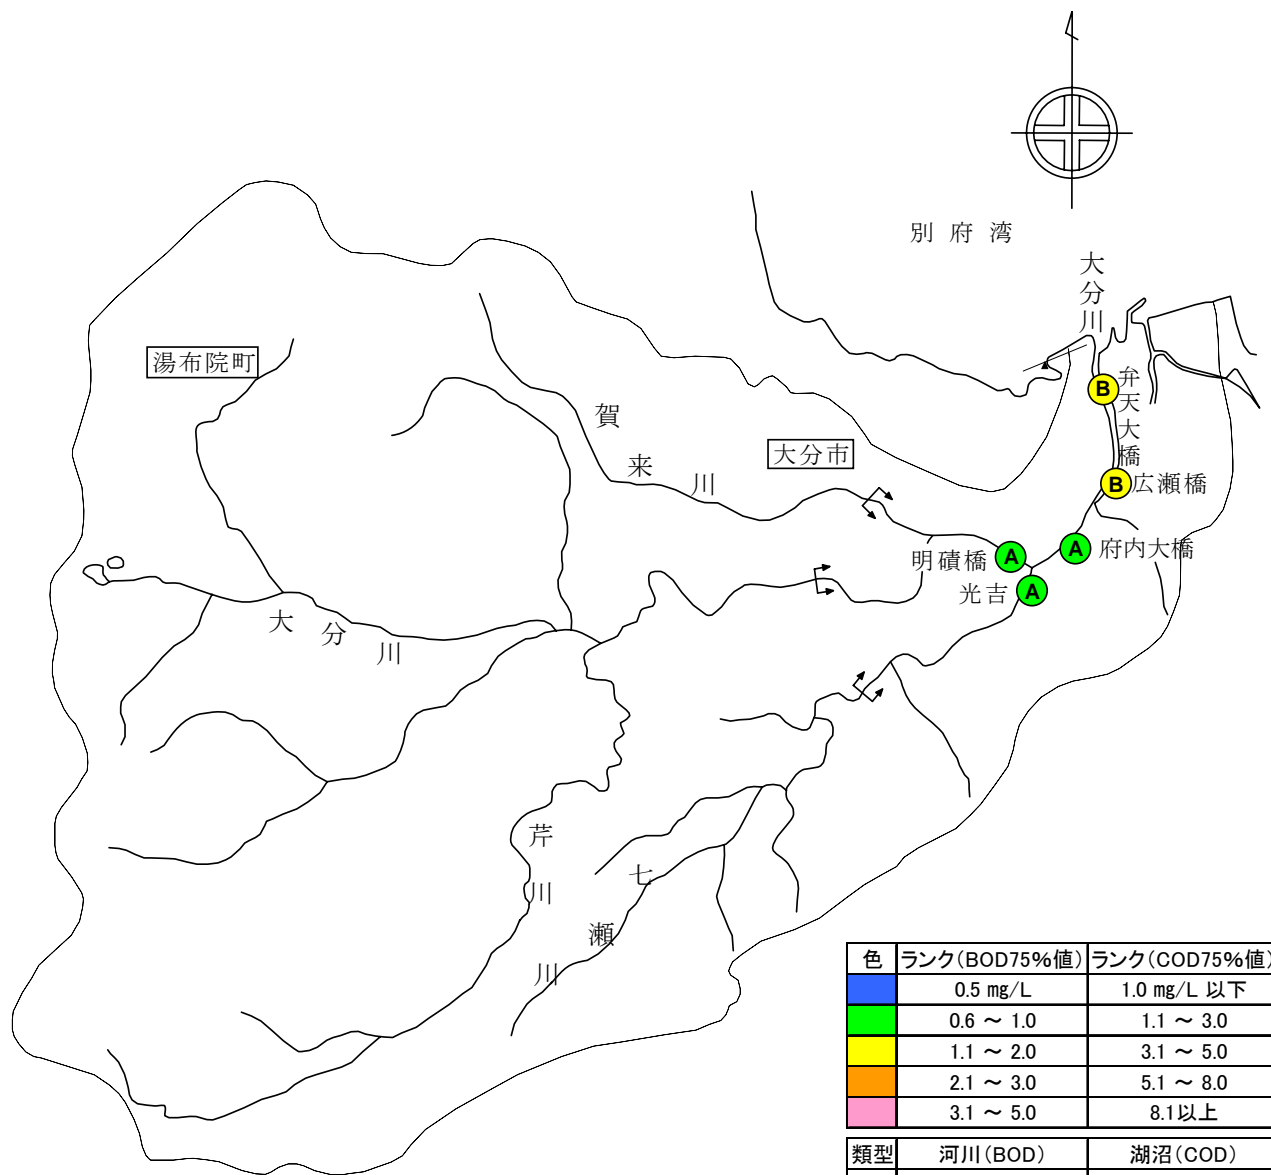 別府湾
大分川
湯布院町
弁天大橋
B
賀来川
大分市
B 広瀬橋
明磧橋 A
A 府内大橋
光吉 A
大分川
芹川
七瀬川
色 ランク(BOD75%値) ランク(COD75%値)
0.5 mg/L 1.0 mg/L 以下
0.6 ～ 1.0 1.1 ～ 3.0
1.1 ～ 2.0 3.1 ～ 5.0
2.1 ～ 3.0 5.1 ～ 8.0
3.1 ～ 5.0 8.1以上
類型 河川(BOD) 湖沼(COD)